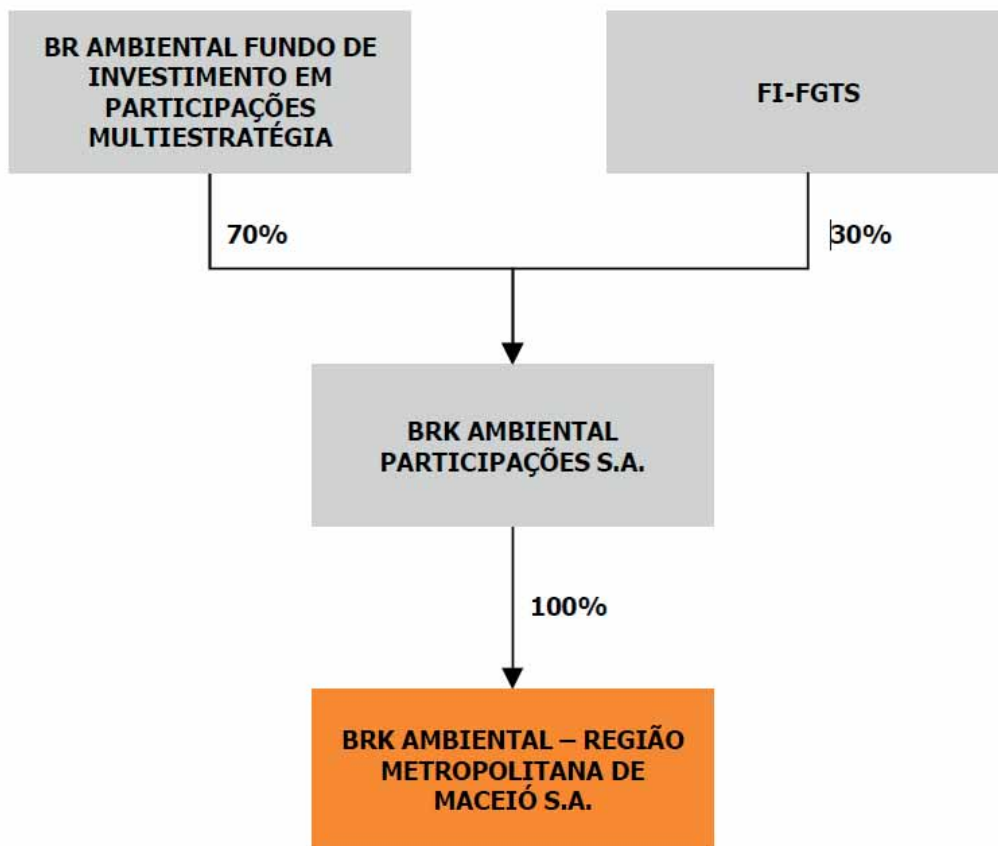 BR AMBIENTAL FUNDO DE
INVESTIMENTO EM
PARTICIPAÇÕES
MULTIESTRATÉGIA
FI-FGTS
70%
30%
BRK AMBIENTAL
PARTICIPAÇÕES S.A.
100%
BRK AMBIENTAL – REGIÃO
METROPOLITANA DE
MACEIÓ S.A.